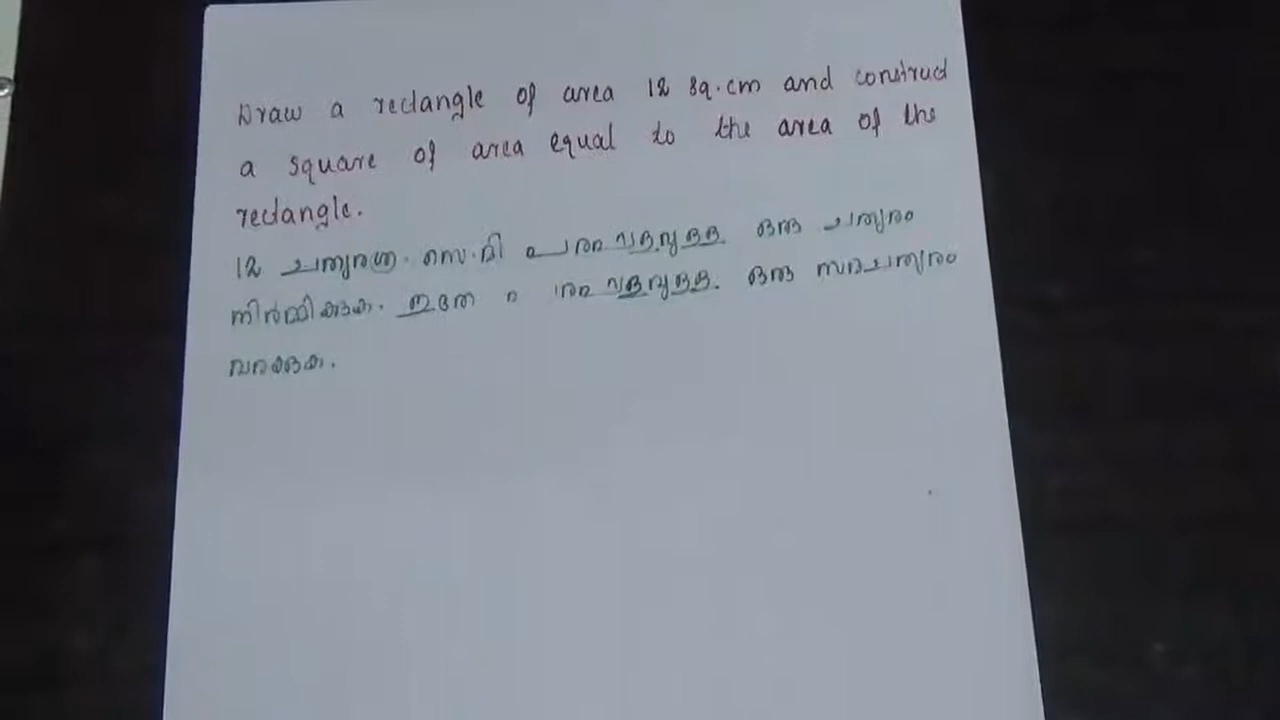 Draw a rectangle of area 12 sq.cm and construct
a square of area equal to the area of the
rectangle.
12 ചതുരശ്ര. സെ.മി പരപ്പളവുള്ള ഒരു ചതുരം
നിർമ്മിക്കുക. ഇതേ പരപ്പളവുള്ള. ഒരു സമചതുരം
വരക്കുക.